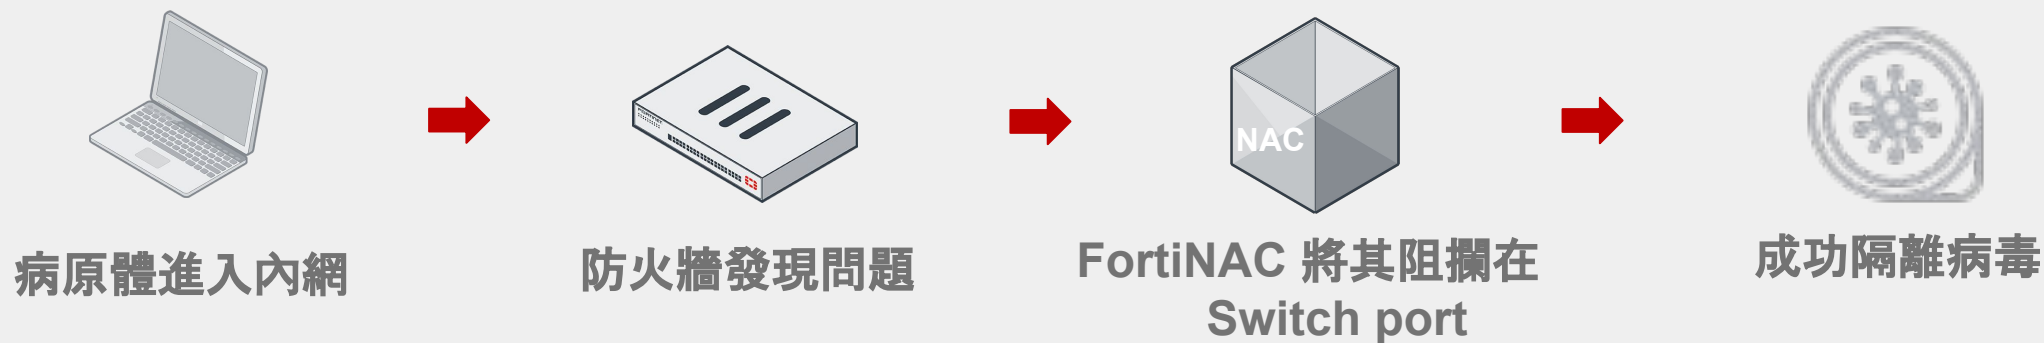 NAC
病原體進入內網
防火牆發現問題
FortiNAC 將其阻攔在
Switch port
成功隔離病毒